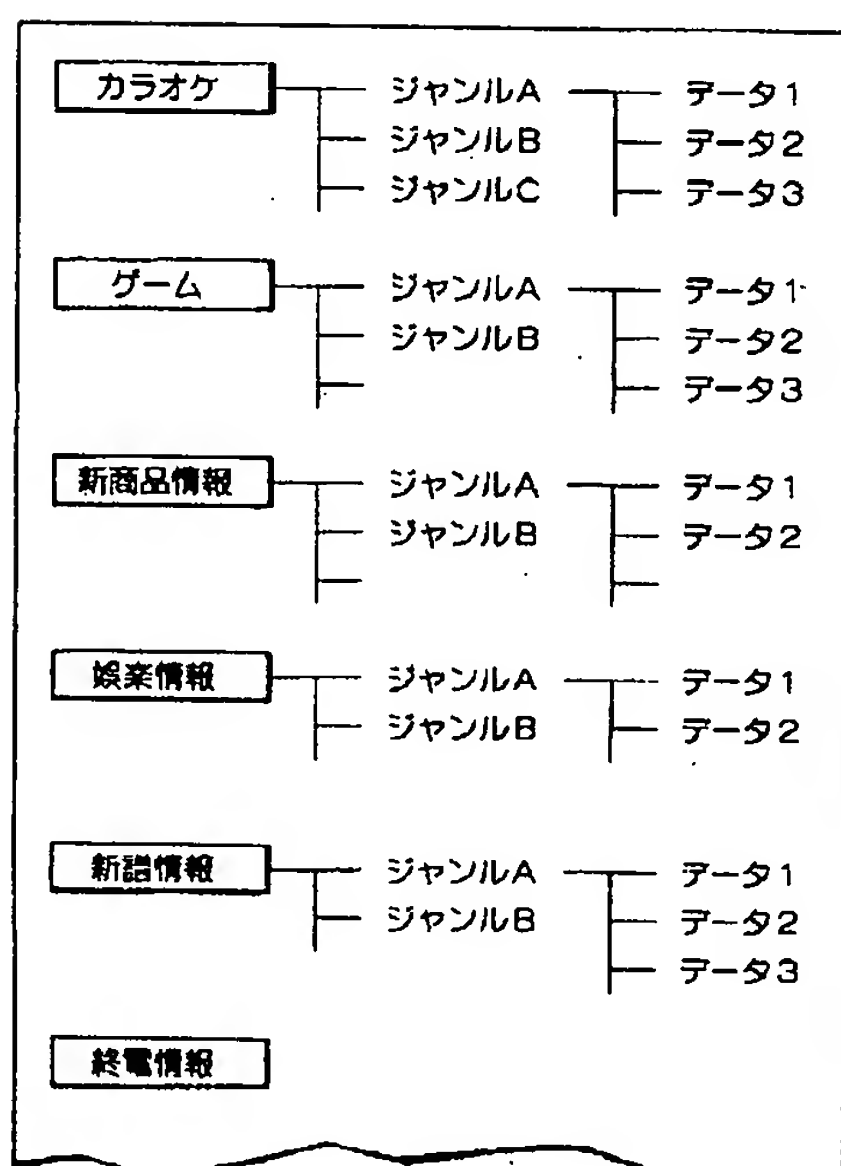 カラオケ ジャンルA データ1
ジャンルB データ2
ジャンルC データ3
ゲーム ジャンルA データ1
ジャンルB データ2
データ3
新商品情報 ジャンルA データ1
ジャンルB データ2
娯楽情報 ジャンルA データ1
ジャンルB データ2
新譜情報 ジャンルA データ1
ジャンルB データ2
データ3
終電情報